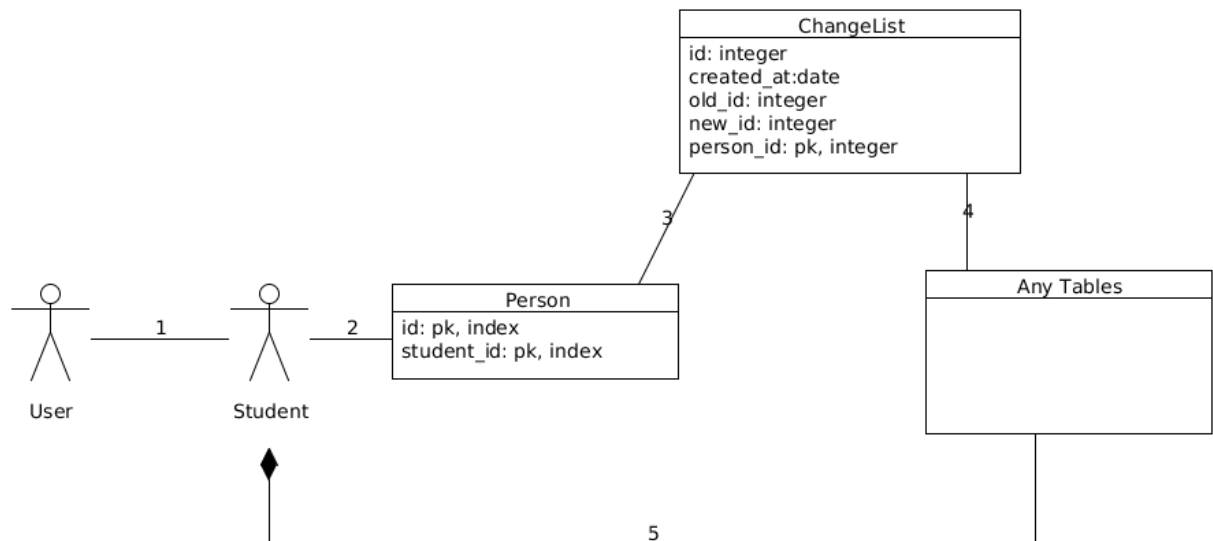 ChangeList
id: integer
created_at:date
old_id: integer
new_id: integer
person_id: pk, integer
3
4
Person
id: pk, index
student_id: pk, index
Any Tables
1
2
User
Student
5